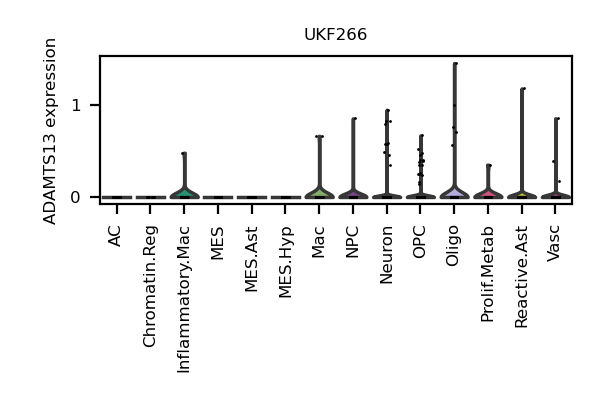 UKF266
ADAMTS13 expression
1
0
AC
Chromatin.Reg
Inflammatory.Mac
MES
MES.Ast
MES.Hyp
Mac
NPC
Neuron
OPC
Oligo
Prolif.Metab
Reactive.Ast
Vasc